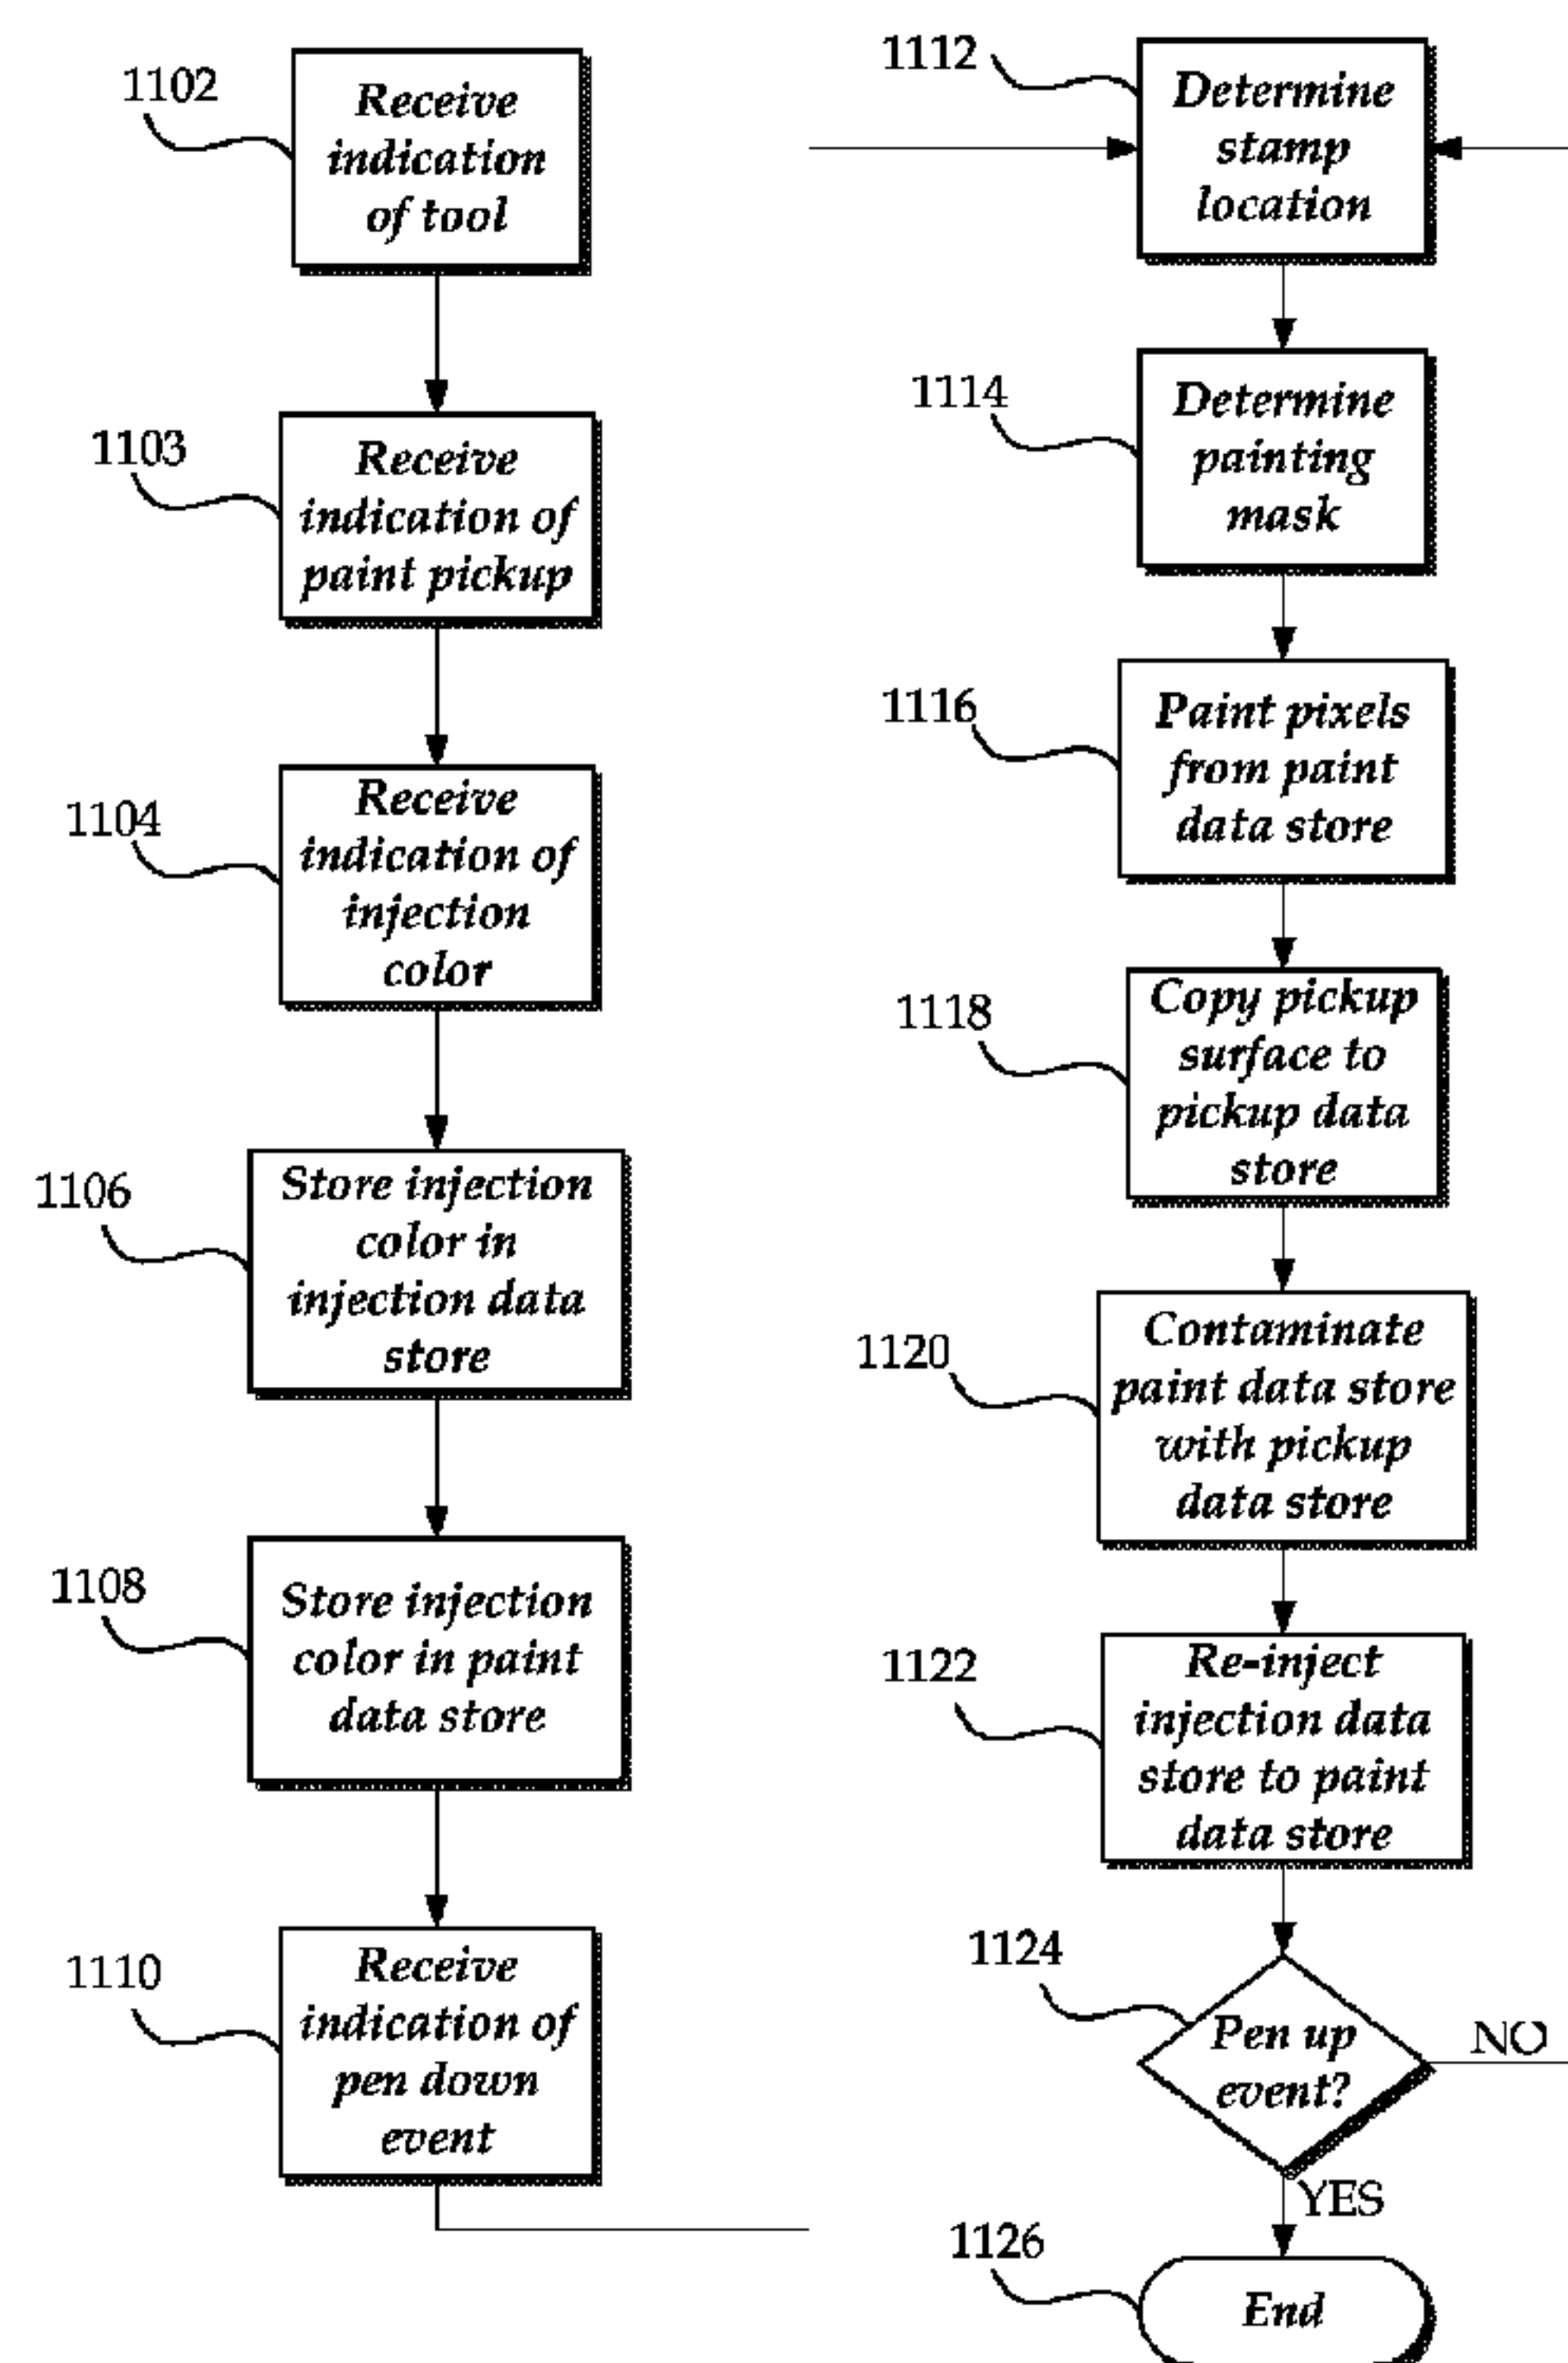 1102
Receive
indication
of tool
1103
Receive
indication of
paint pickup
1104
Receive
indication of
injection
color
1106
Store injection
color in
injection data
store
1108
Store injection
color in paint
data store
1110
Receive
indication of
pen down
event
1112
Determine
stamp
location
1114
Determine
painting
mask
1116
Paint pixels
from paint
data store
1118
Copy pickup
surface to
pickup data
store
1120
Contaminate
paint data store
with pickup
data store
1122
Re-inject
injection data
store to paint
data store
1124
Pen up
event?
NO
YES
1126
End